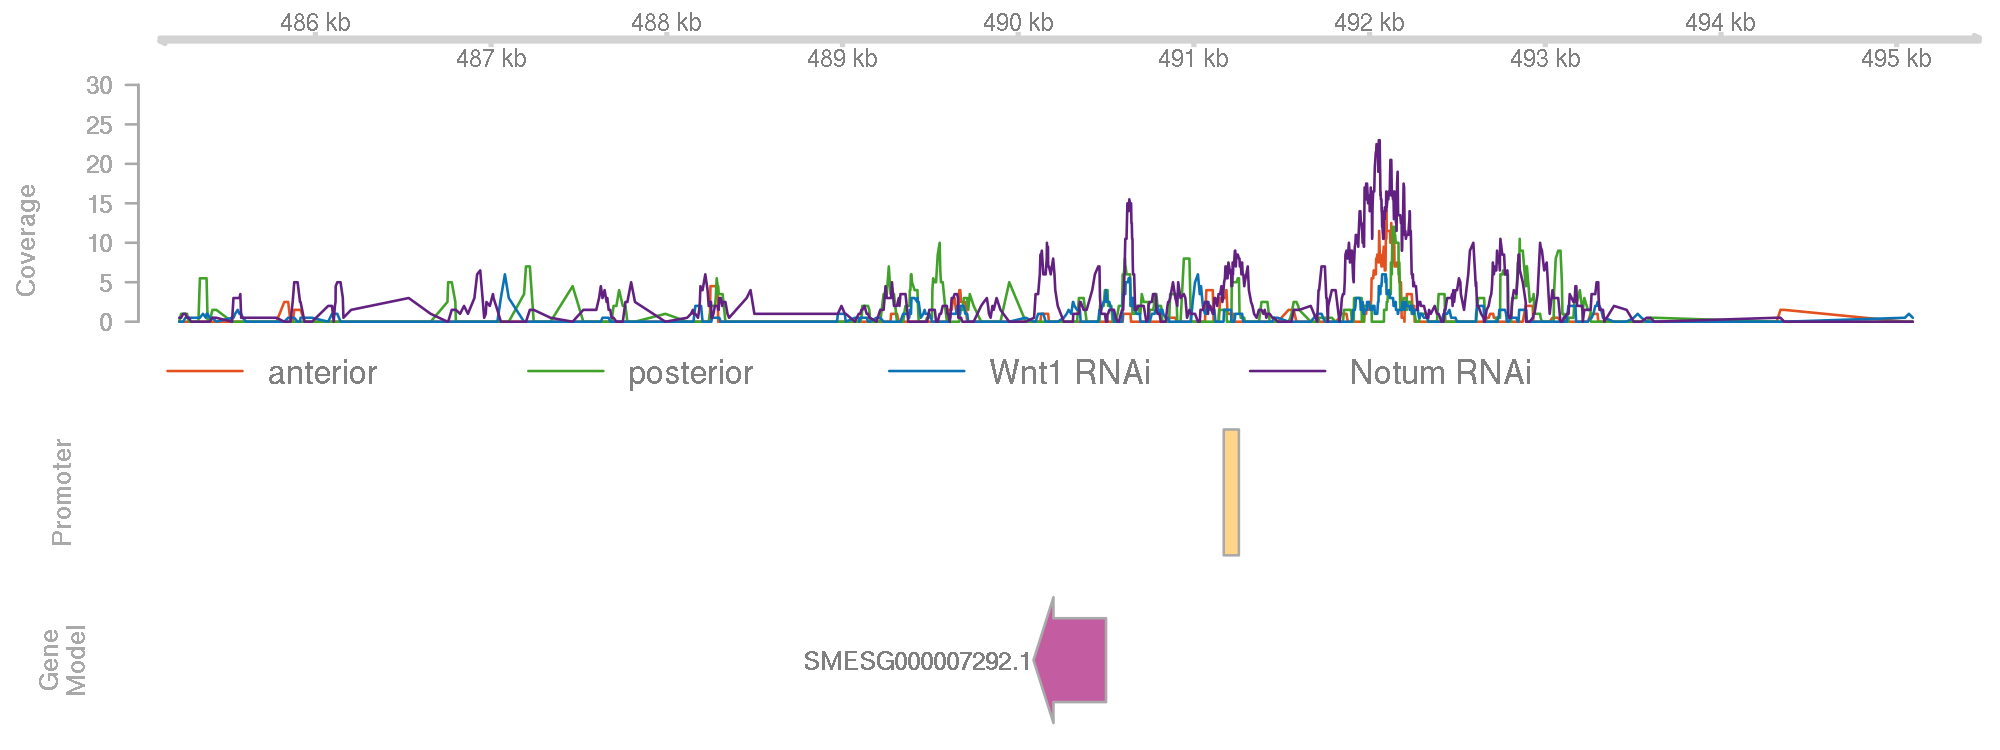 486 kb 488 kb 490 kb 492 kb 494 kb
487 kb 489 kb 491 kb 493 kb 495 kb
30
25
20
15
10
5
0
Coverage
anterior posterior Wnt1 RNAi Notum RNAi
Promoter
Gene
Model
SMESG000007292.1